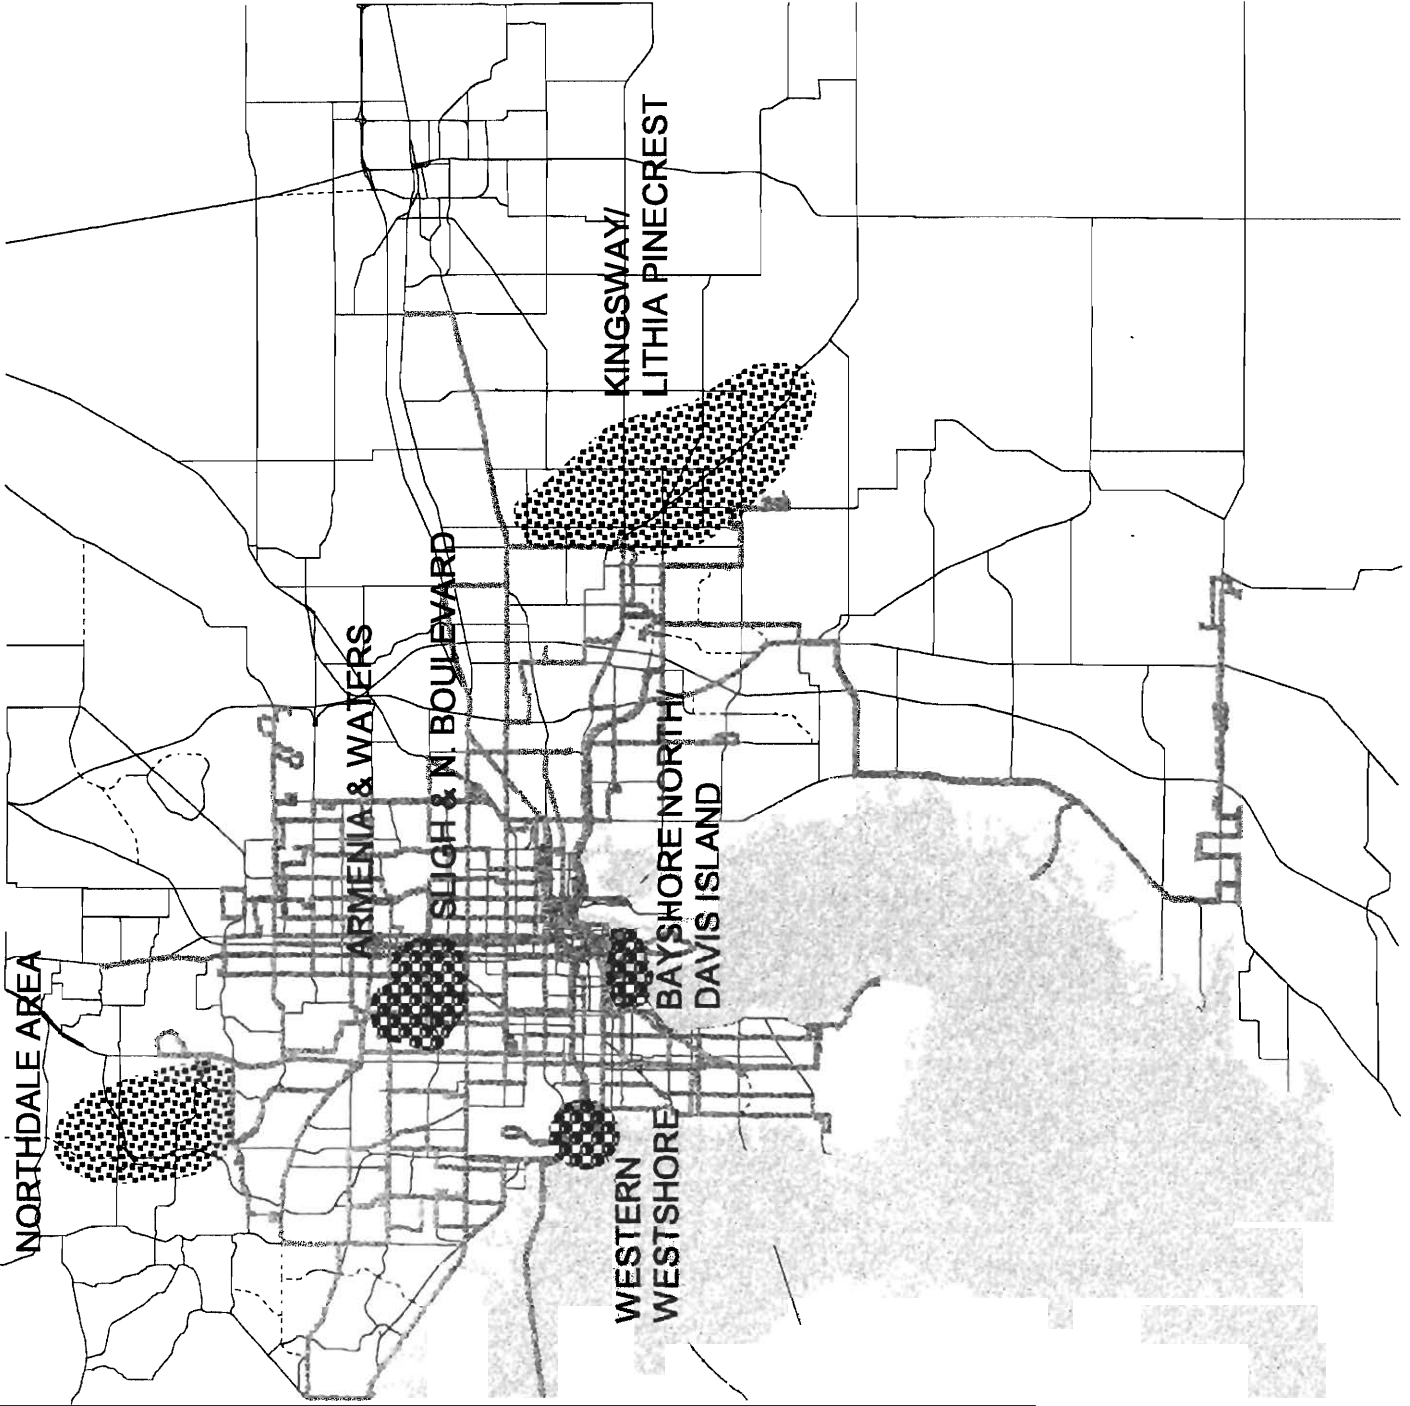 NORTHDALE AREA
ARMENIA & WATERS
SLIGH & N. BOULEVARD
WESTERN
WESTSHORE
KINGSWAY/
LITHIA PINECREST
BAYSHORE NORTH/
DAVIS ISLAND